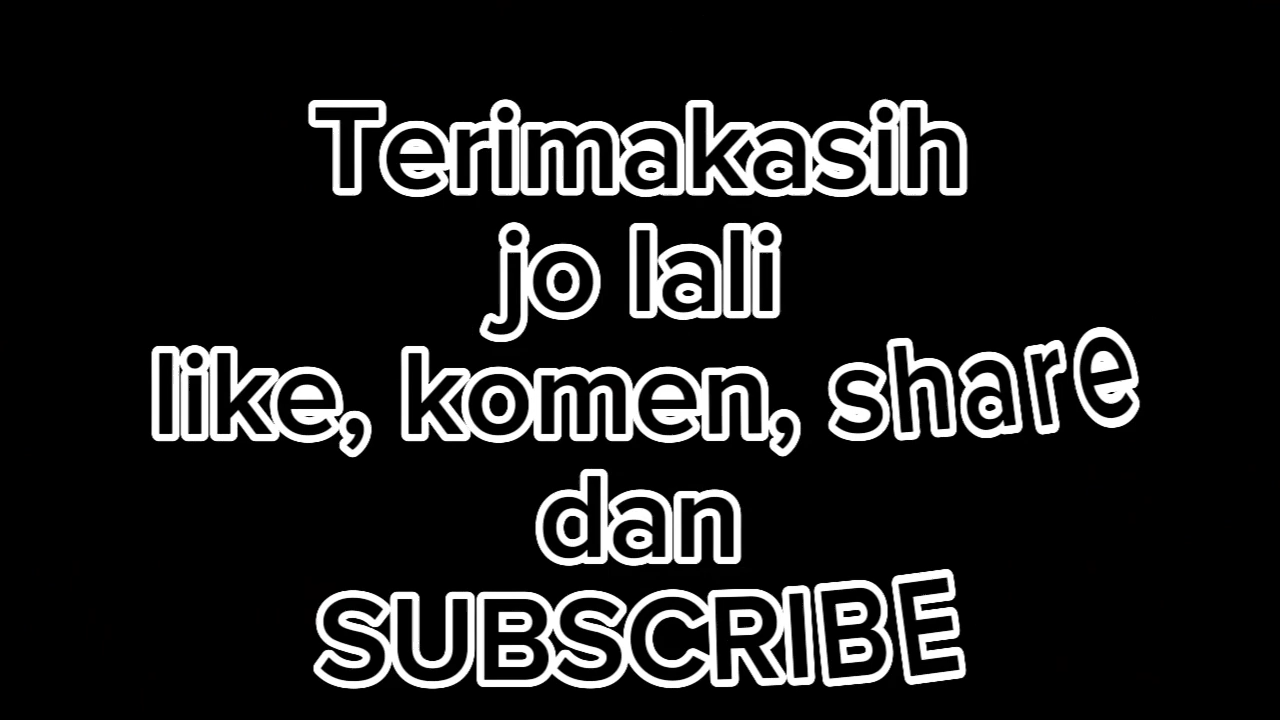 Terimakasih
jo lali
like, komen, share
dan
SUBSCRIBE